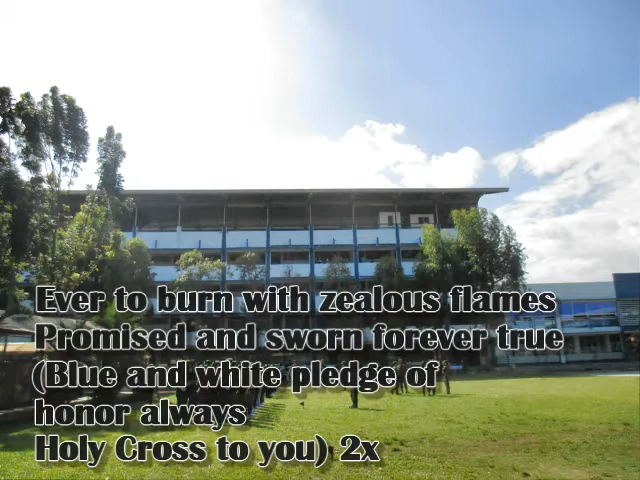 Ever to burn with zealous flames
Promised and sworn forever true
(Blue and white pledge of
honor always
Holy Cross to you) 2x